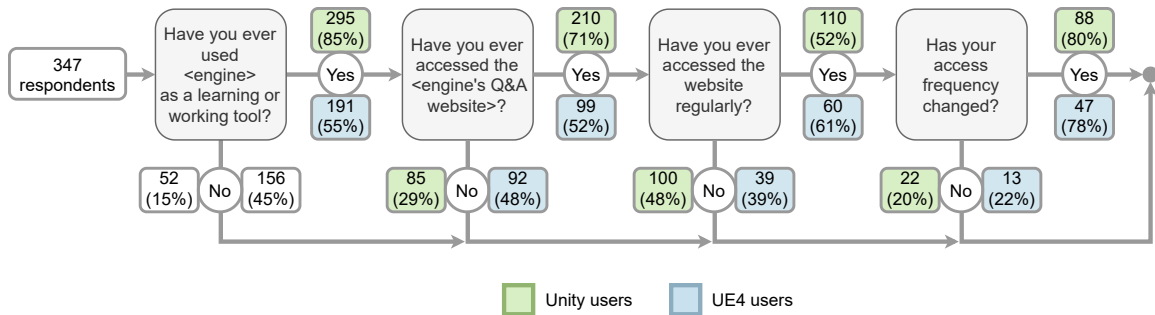 347
respondents
Have you ever
used
<engine>
as a learning or
working tool?
295
(85%)
Yes
191
(55%)
52
(15%)
No
156
(45%)
Have you ever
accessed the
<engine's Q&A
website>?
210
(71%)
Yes
99
(52%)
85
(29%)
No
92
(48%)
Have you ever
accessed the
website
regularly?
110
(52%)
Yes
60
(61%)
100
(48%)
No
39
(39%)
Has your
access
frequency
changed?
88
(80%)
Yes
47
(78%)
22
(20%)
No
13
(22%)
Unity users
UE4 users